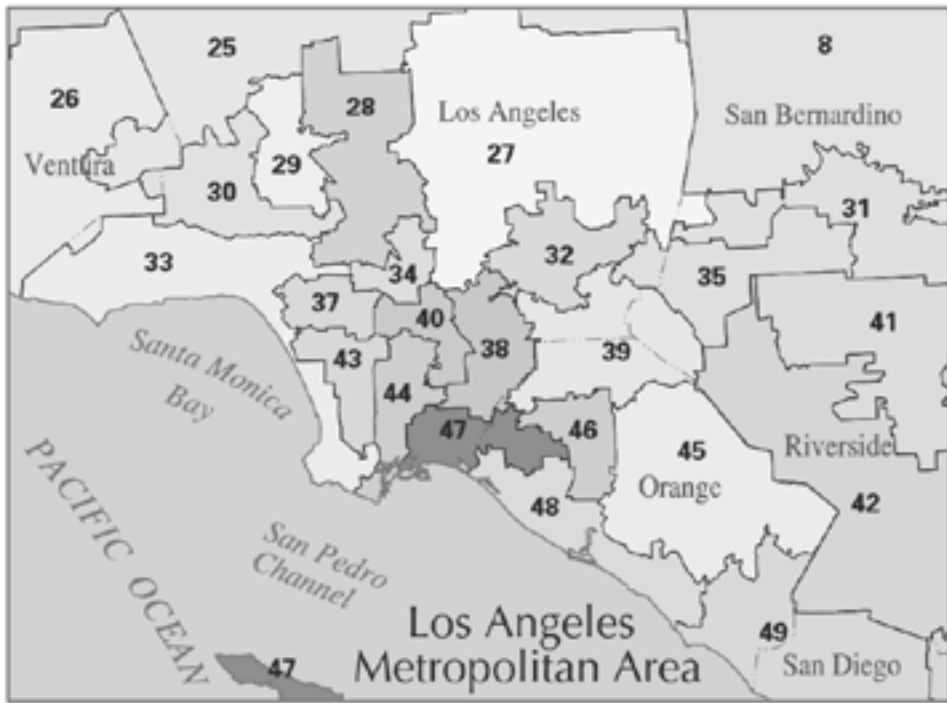 25
8
26
28
Los Angeles
San Bernardino
27
Ventura
29
30
31
32
33
34
35
37
40
41
Santa Monica
Bay
43
38
39
44
47
46
45
Riverside
PACIFIC OCEAN
Orange
48
42
San Pedro
Channel
Los Angeles
Metropolitan Area
49
47
San Diego